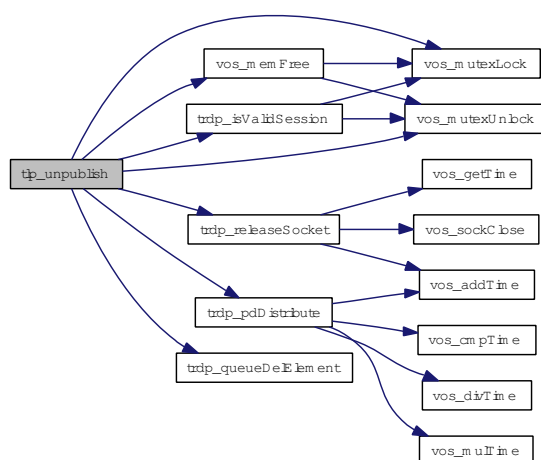 vos_memFree
vos_mutexLock
trdp_isValidSession
vos_mutexUnlock
tlp_unpublish
vos_getTime
trdp_releaseSocket
vos_sockClose
vos_addTime
trdp_pdDistribute
vos_cmpTime
trdp_queueDelElement
vos_divTime
vos_mulTime